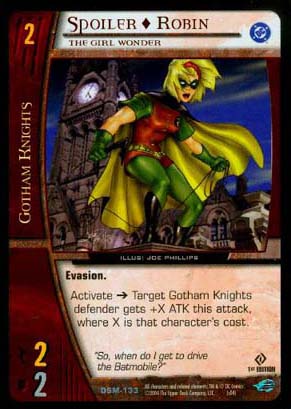 2
SPOILER ♦ ROBIN
THE GIRL WONDER
GOTHAM KNIGHTS
ILLUS: JOE PHILLIPS
Evasion.
Activate → Target Gotham Knights
defender gets +X ATK this attack,
where X is that character's cost.
"So, when do I get to drive
the Batmobile?"
2
2
1st EDITION
DSM-133